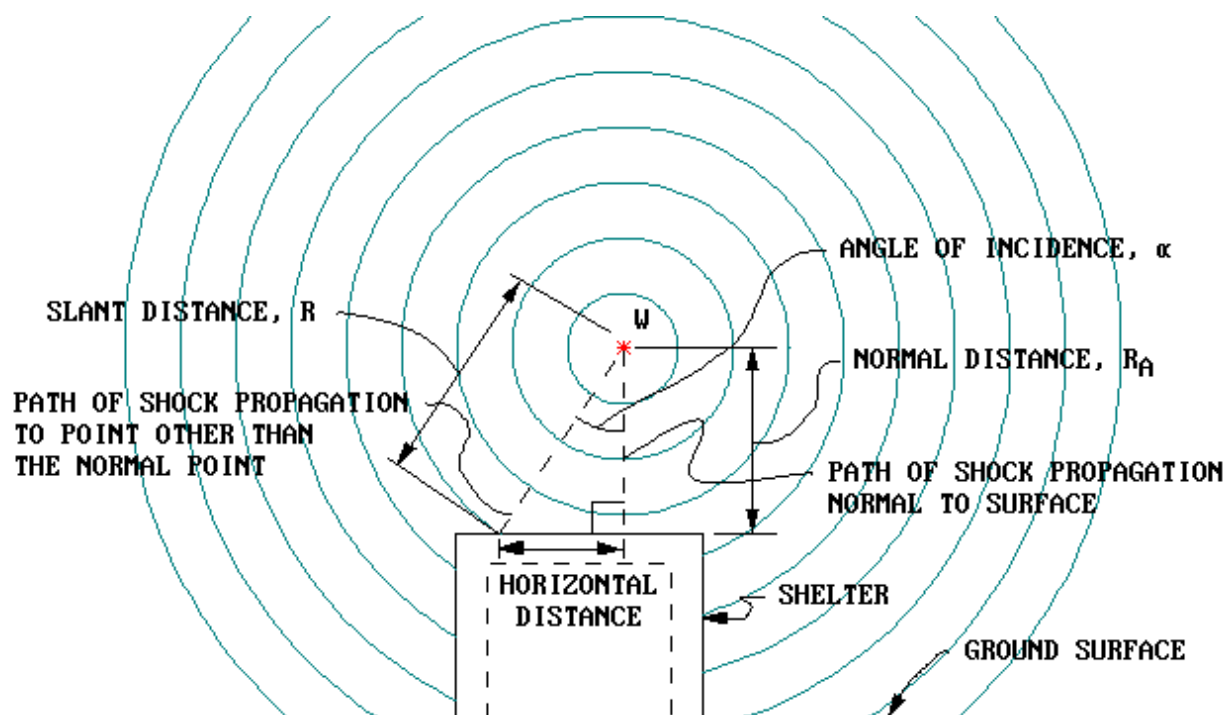 ANGLE OF INCIDENCE, α
SLANT DISTANCE, R
W
NORMAL DISTANCE, RA
PATH OF SHOCK PROPAGATION
TO POINT OTHER THAN
THE NORMAL POINT
PATH OF SHOCK PROPAGATION
NORMAL TO SURFACE
HORIZONTAL
DISTANCE
SHELTER
GROUND SURFACE